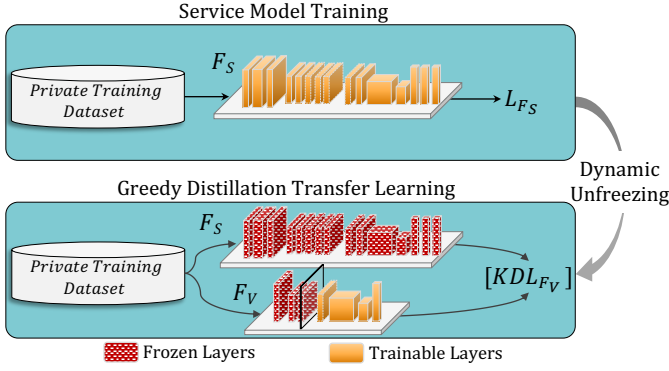 Service Model Training
Private Training
Dataset
F_S
L_{F_S}
Dynamic
Unfreezing
Greedy Distillation Transfer Learning
F_S
Private Training
Dataset
F_V
[KDL_{F_V}]
Frozen Layers
Trainable Layers